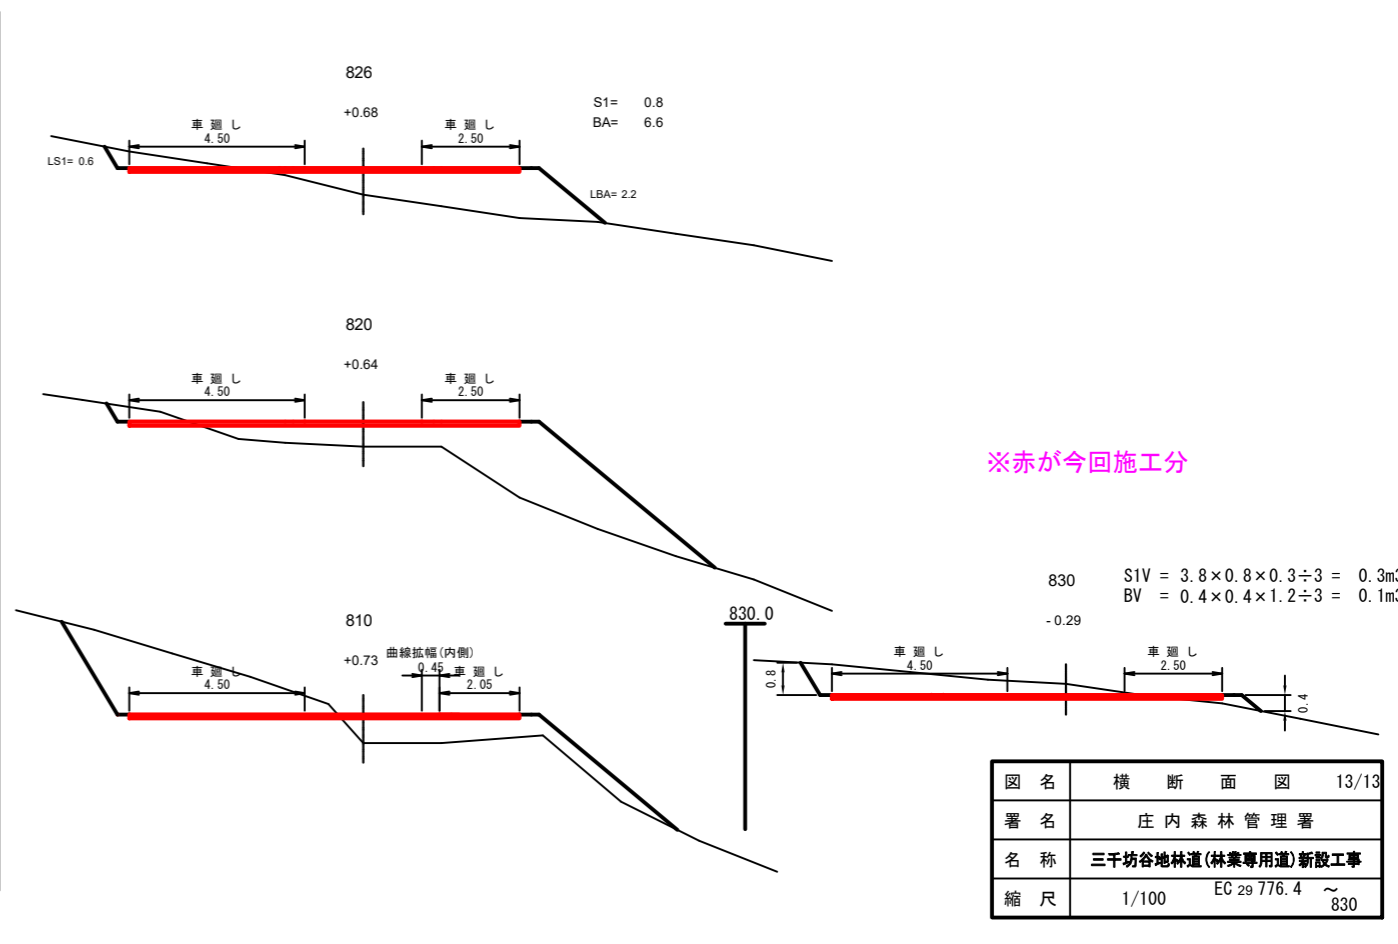 826
+0.68
S1= 0.8
BA= 6.6
車 廻 し
4.50
車 廻 し
2.50
LS1= 0.6
LBA= 2.2
820
+0.64
車 廻 し
4.50
車 廻 し
2.50
※赤が今回施工分
810
+0.73
曲線拡幅(内側)
0.45
車 廻 し
4.50
車 廻 し
2.05
830.0
830
-0.29
S1V = 3.8×0.8×0.3÷3 = 0.3m3
BV = 0.4×0.4×1.2÷3 = 0.1m3
車 廻 し
4.50
車 廻 し
2.50
0.8
0.4
図 名 横 断 面 図 13/13
署 名 庄 内 森 林 管 理 署
名 称 三千坊谷地林道(林業専用道)新設工事
縮 尺 1/100 EC 29 776.4 ～ 830